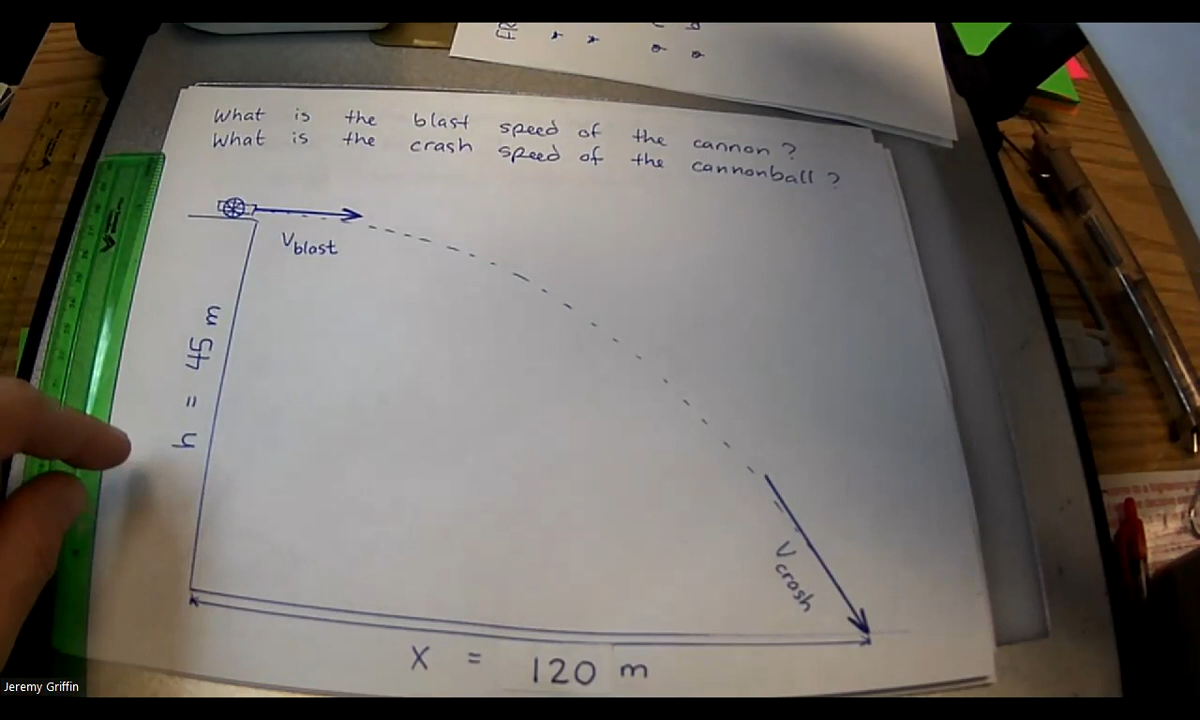 What is the blast speed of the cannon?
What is the crash speed of the cannonball?
Vblast
h = 45 m
Vcrash
x = 120 m
Jeremy Griffin